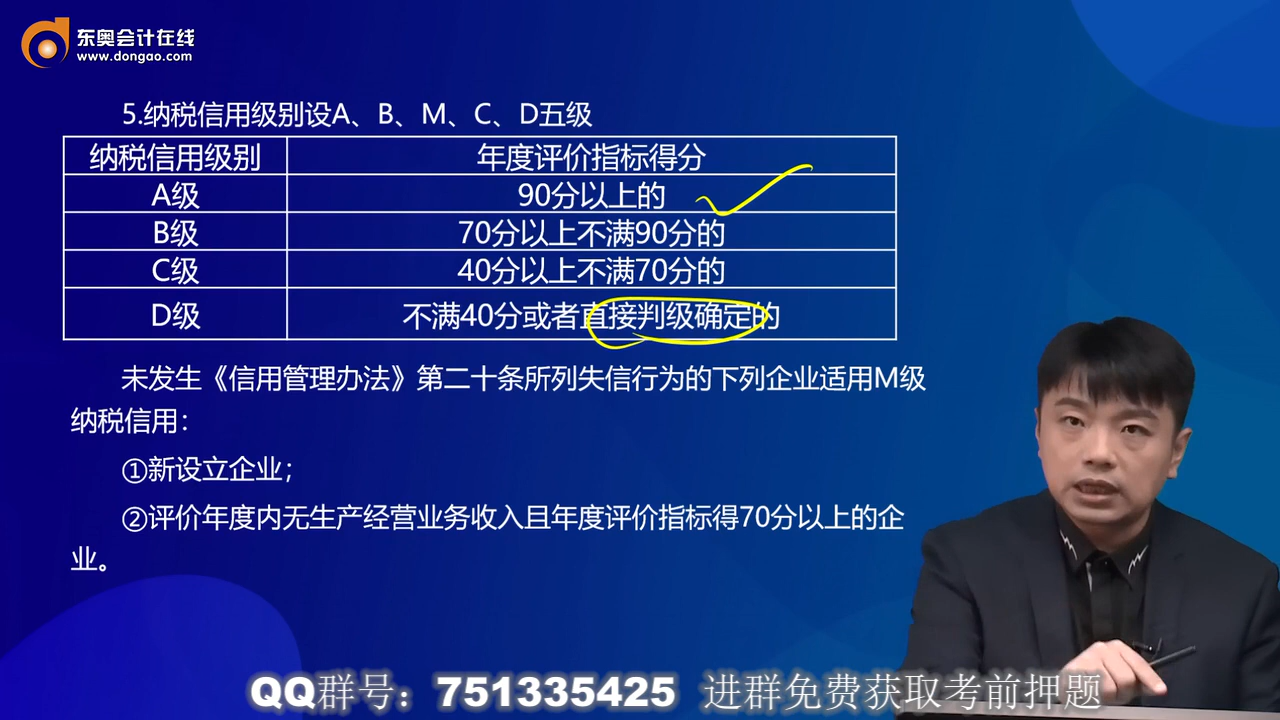 东奥会计在线
www.dongao.com
5.纳税信用级别设A、B、M、C、D五级
纳税信用级别 年度评价指标得分
A级 90分以上的
B级 70分以上不满90分的
C级 40分以上不满70分的
D级 不满40分或者直接判级确定的
未发生《信用管理办法》第二十条所列失信行为的下列企业适用M级
纳税信用：
①新设立企业；
②评价年度内无生产经营业务收入且年度评价指标得70分以上的企
业。
QQ群号：751335425 进群免费获取考前押题